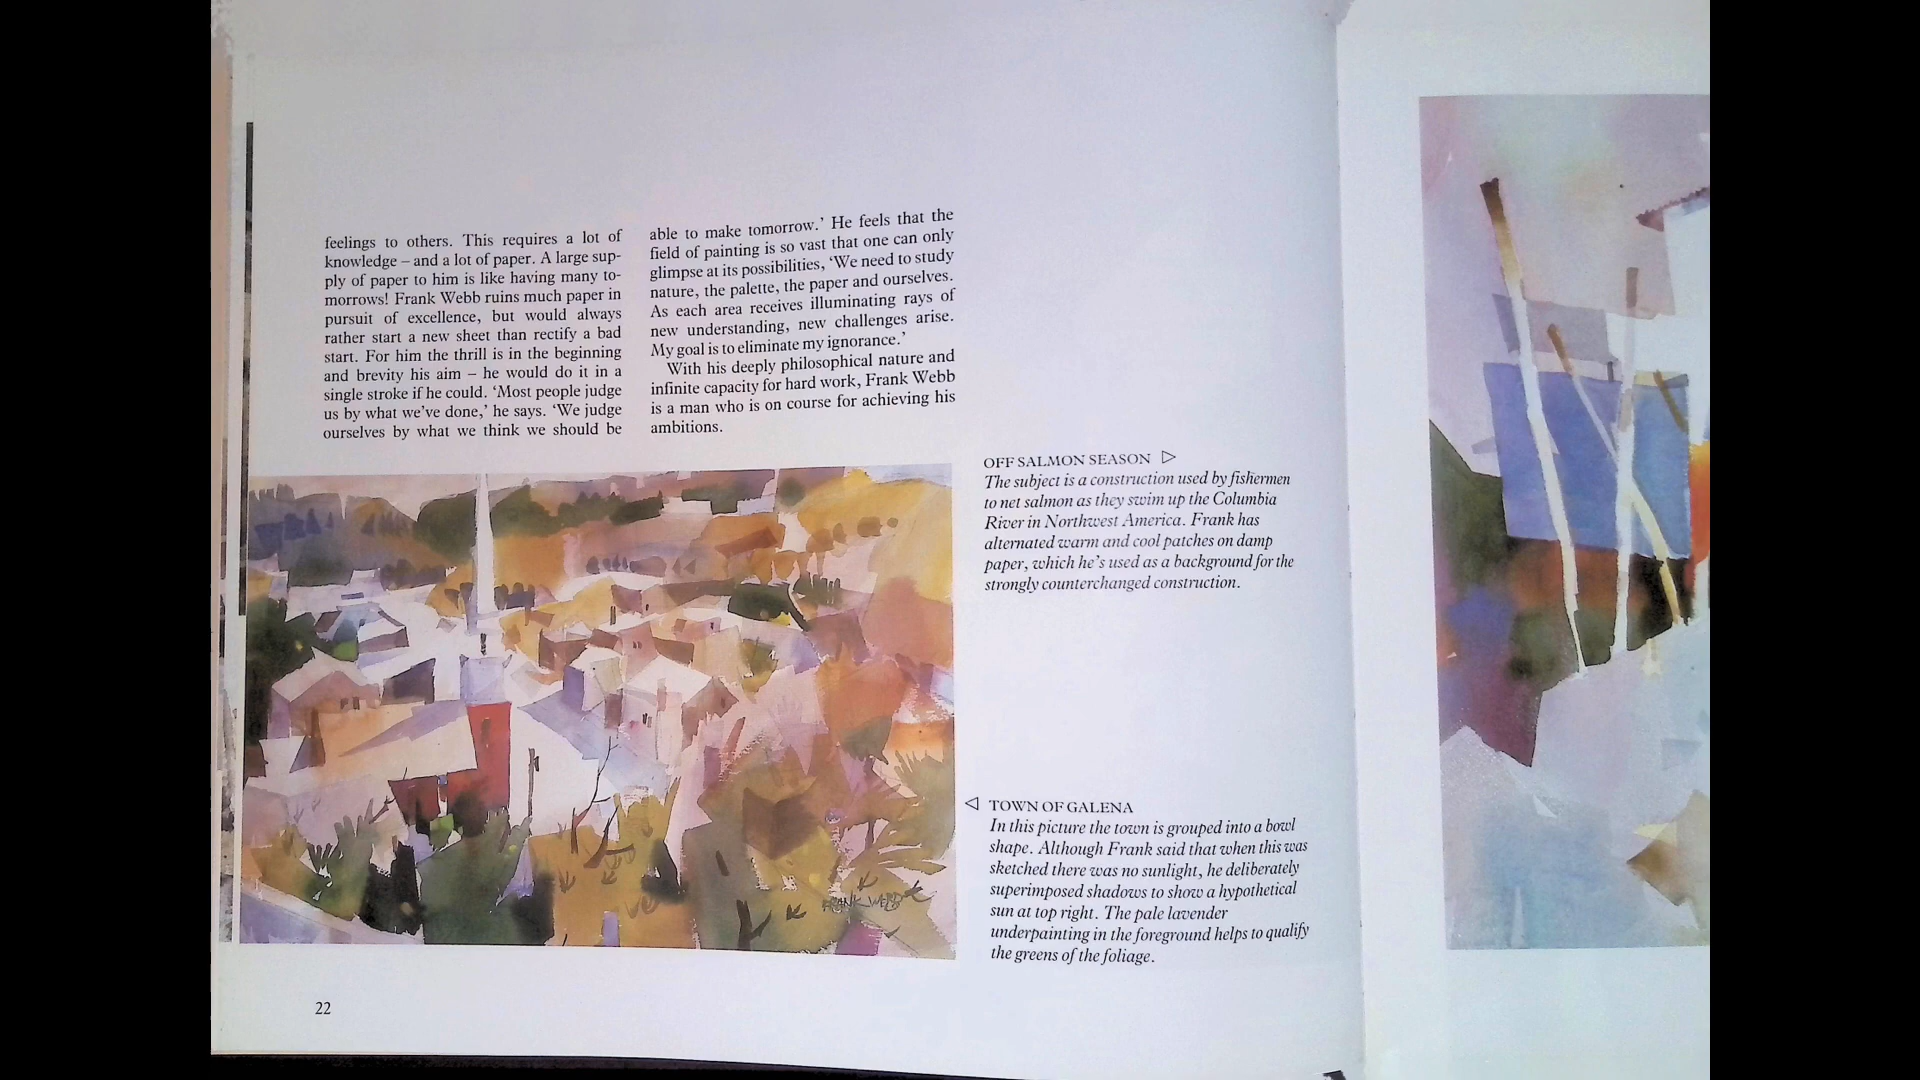 feelings to others. This requires a lot of
knowledge – and a lot of paper. A large sup-
ply of paper to him is like having many to-
morrows! Frank Webb ruins much paper in
pursuit of excellence, but would always
rather start a new sheet than rectify a bad
start. For him the thrill is in the beginning
and brevity his aim – he would do it in a
single stroke if he could. ‘Most people judge
us by what we’ve done,’ he says. ‘We judge
ourselves by what we think we should be
able to make tomorrow.’ He feels that the
field of painting is so vast that one can only
glimpse at its possibilities, ‘We need to study
nature, the palette, the paper and ourselves.
As each area receives illuminating rays of
new understanding, new challenges arise.
My goal is to eliminate my ignorance.’
With his deeply philosophical nature and
infinite capacity for hard work, Frank Webb
is a man who is on course for achieving his
ambitions.
OFF SALMON SEASON ▷
The subject is a construction used by fishermen
to net salmon as they swim up the Columbia
River in Northwest America. Frank has
alternated warm and cool patches on damp
paper, which he’s used as a background for the
strongly counterchanged construction.
◁ TOWN OF GALENA
In this picture the town is grouped into a bowl
shape. Although Frank said that when this was
sketched there was no sunlight, he deliberately
superimposed shadows to show a hypothetical
sun at top right. The pale lavender
underpainting in the foreground helps to qualify
the greens of the foliage.
FRANK WEBB
22